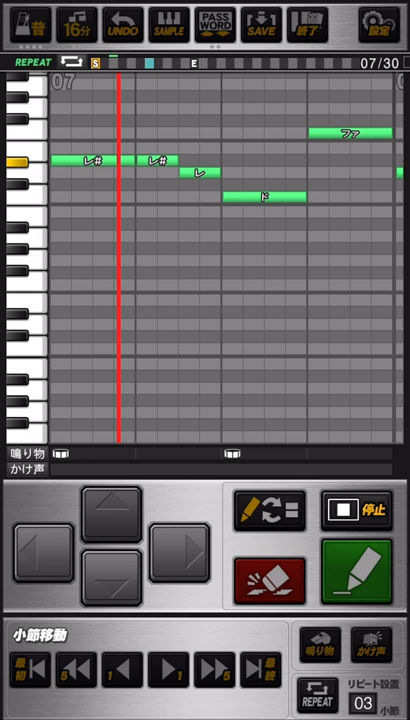 普 16分 UNDO SAMPLE PASS WORD SAVE 終了 設定
REPEAT S E 07/30
07
ファ
レ# レ#
レ
ド
鳴り物
かけ声
停止
小節移動
最初 5 1 1 5 最終
鳴り物 かけ声
REPEAT リピート設置
03 小節